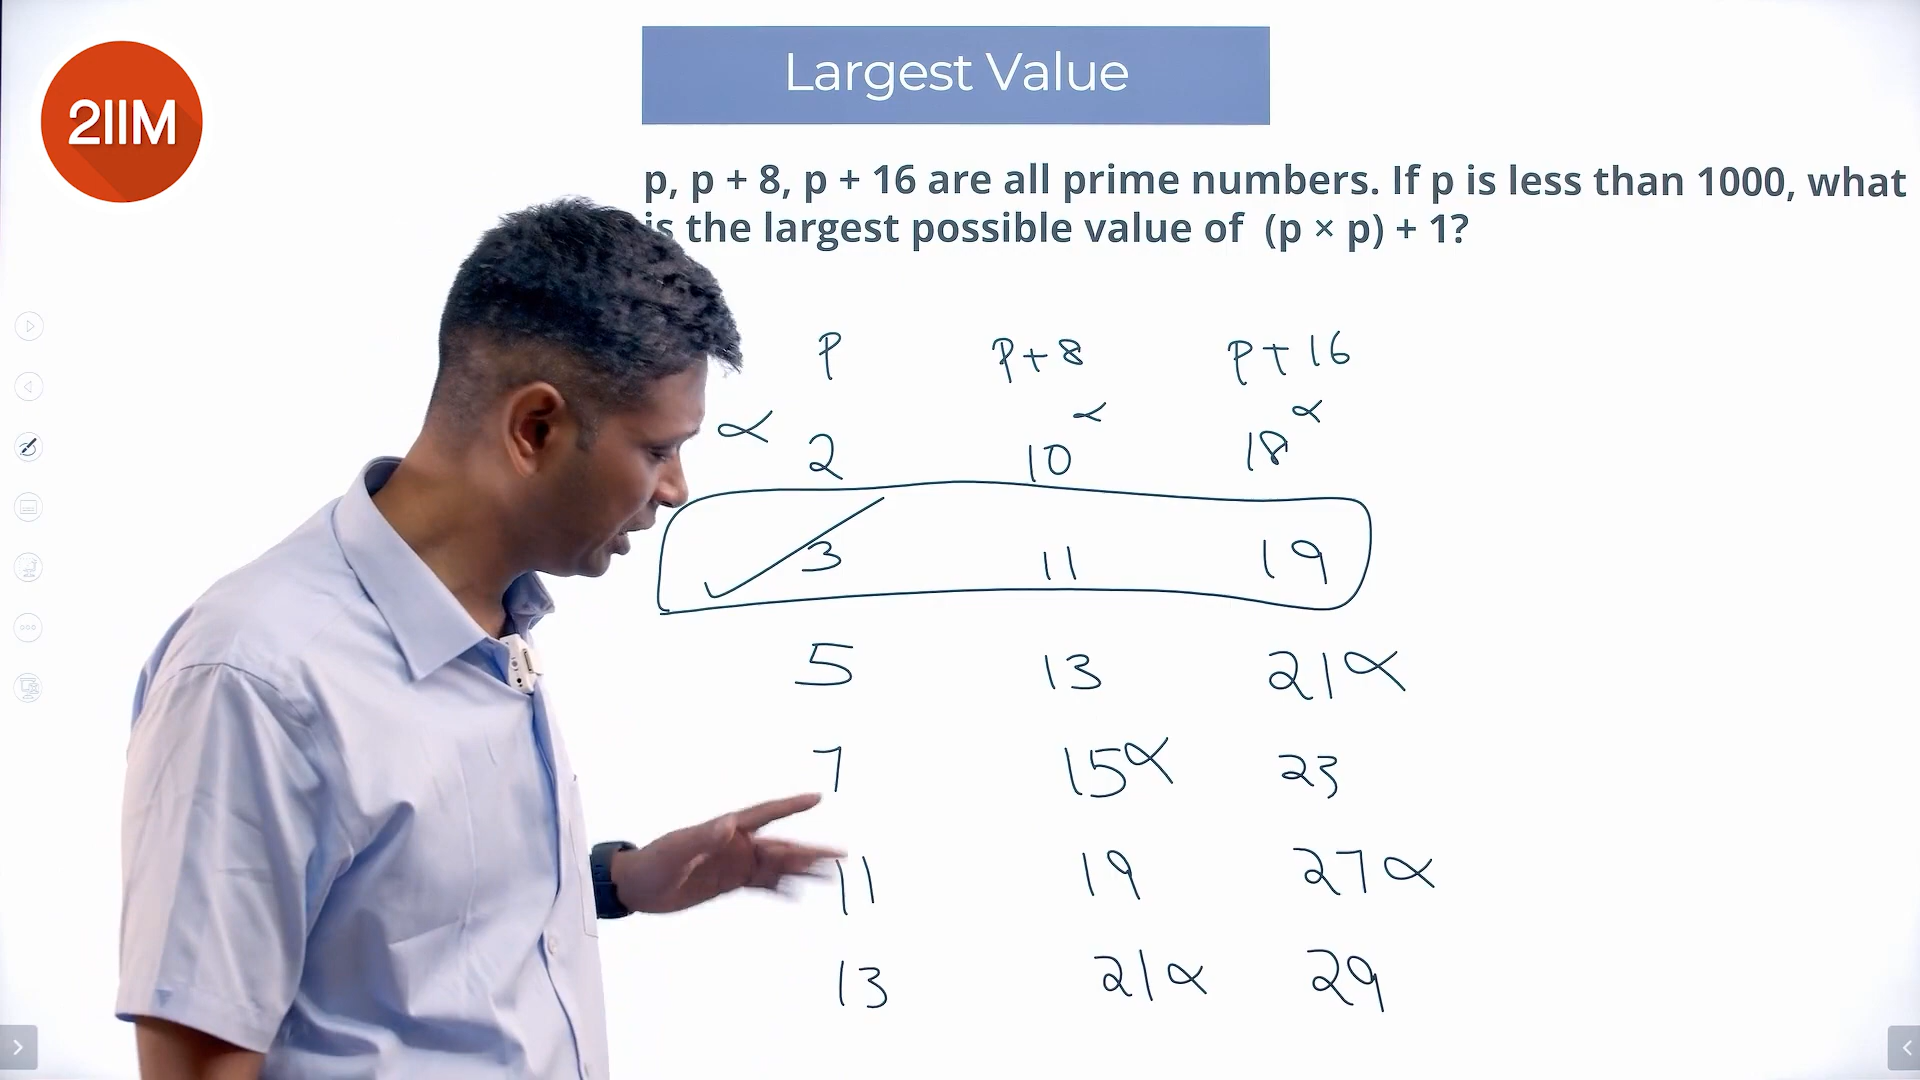 2IIM
Largest Value
p, p + 8, p + 16 are all prime numbers. If p is less than 1000, what
is the largest possible value of (p × p) + 1?
P P + 8 P + 16
2 10 18
3 11 19
5 13 21
7 15 23
11 19 27
13 21 29